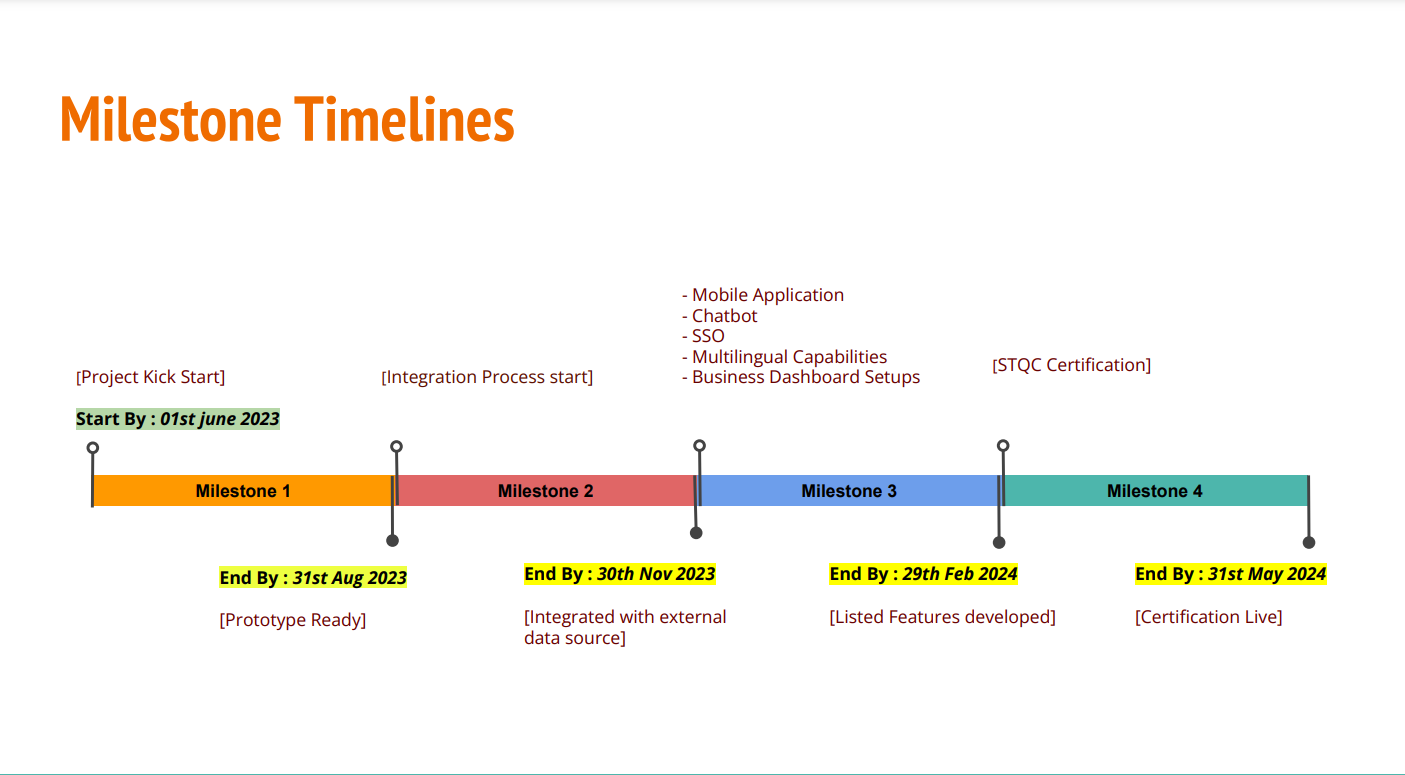 Milestone Timelines
- Mobile Application
- Chatbot
- SSO
- Multilingual Capabilities
- Business Dashboard Setups
[Project Kick Start]
[Integration Process start]
[STQC Certification]
Start By : 01st june 2023
Milestone 1
Milestone 2
Milestone 3
Milestone 4
End By : 31st Aug 2023
[Prototype Ready]
End By : 30th Nov 2023
[Integrated with external
data source]
End By : 29th Feb 2024
[Listed Features developed]
End By : 31st May 2024
[Certification Live]